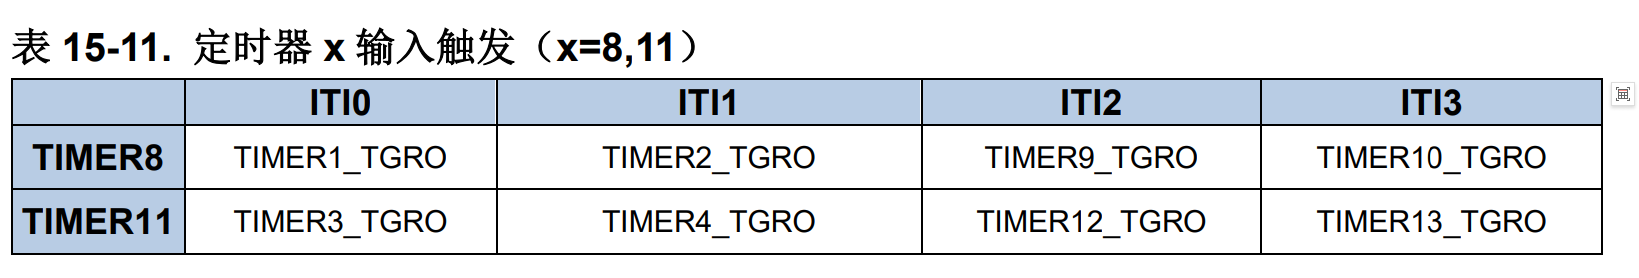 表 15-11. 定时器 x 输入触发（x=8,11）
ITI0 ITI1 ITI2 ITI3
TIMER8 TIMER1_TGRO TIMER2_TGRO TIMER9_TGRO TIMER10_TGRO
TIMER11 TIMER3_TGRO TIMER4_TGRO TIMER12_TGRO TIMER13_TGRO